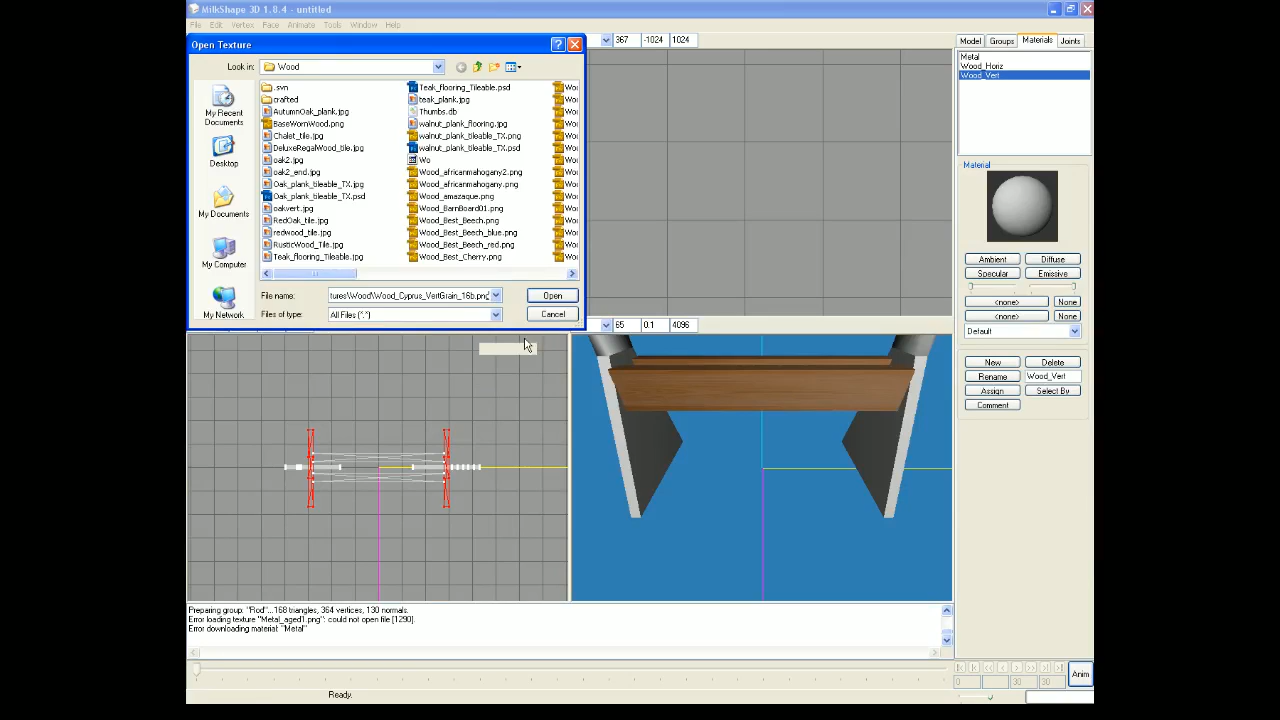 MilkShape 3D 1.8.4 - untitled
File Edit Vertex Face Animate Tools Window Help
Open Texture
367 -1024 1024
Model Groups Materials Joints
Look in: Wood
Metal
Wood_Horiz
Wood_Vert
My Recent Documents
Desktop
My Documents
My Computer
My Network
.svn
crafted
AutumnOak_plank.jpg
BaseWornWood.png
Chalet_tile.jpg
DeluxeRegalWood_tile.jpg
oak2.jpg
oak2_end.jpg
Oak_plank_tileable_TX.jpg
Oak_plank_tileable_TX.psd
oakvert.jpg
RedOak_tile.jpg
redwood_tile.jpg
RusticWood_Tile.jpg
Teak_flooring_Tileable.jpg
Teak_flooring_Tileable.psd
teak_plank.jpg
Thumbs.db
walnut_plank_flooring.jpg
walnut_plank_tileable_TX.png
walnut_plank_tileable_TX.psd
Wo
Wood_africanmahogany2.png
Wood_africanmahogany.png
Wood_amazaque.png
Wood_BarnBoard01.png
Wood_Best_Beech.png
Wood_Best_Beech_blue.png
Wood_Best_Beech_red.png
Wood_Best_Cherry.png
File name: tures\Wood\Wood_Cyprus_VertGrain_16b.png Open
Files of type: All Files (*.*) Cancel
65 0.1 4096
Material
Ambient Diffuse
Specular Emissive
<none> None
<none> None
Default
New Delete
Rename Wood_Vert
Assign Select By
Comment
Preparing group: "Rod"...168 triangles, 364 vertices, 130 normals.
Error loading texture "Metal_aged1.png": could not open file [1290].
Error downloading material: "Metal"
0 30 30
Anim
Ready.